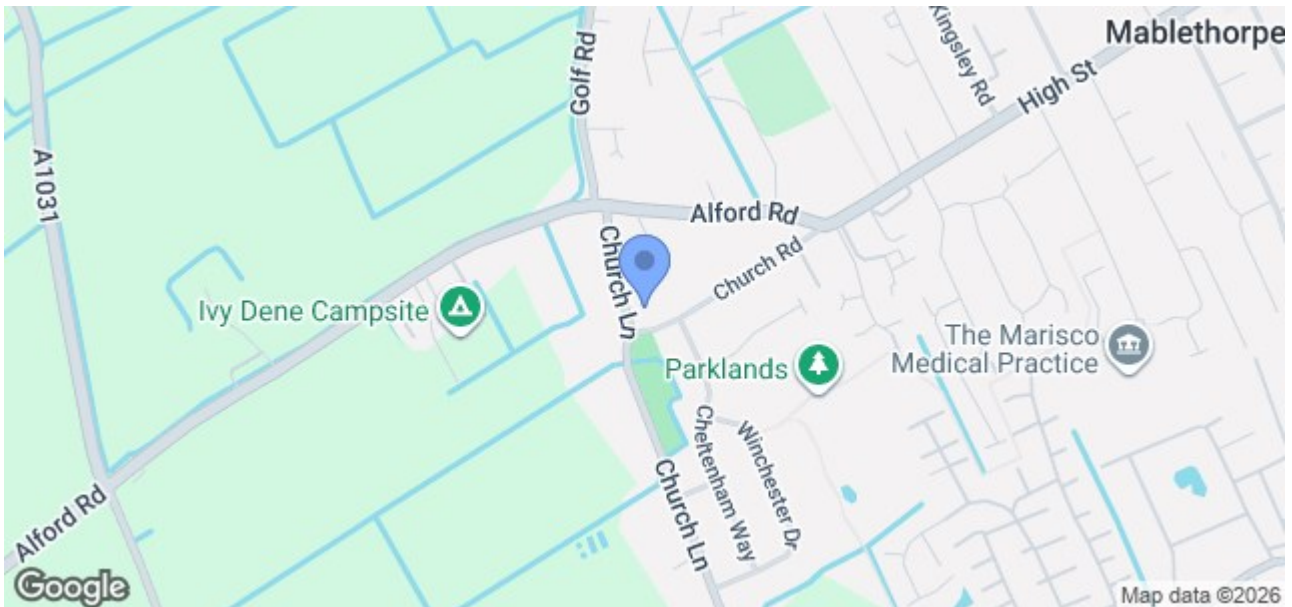 Mablethorpe
Kingsley Rd
High St
Golf Rd
A1031
Alford Rd
Church Ln
Church Rd
Ivy Dene Campsite
The Marisco
Medical Practice
Parklands
Cheltenham Way
Winchester Dr
Church Ln
Alford Rd
Google
Map data ©2026